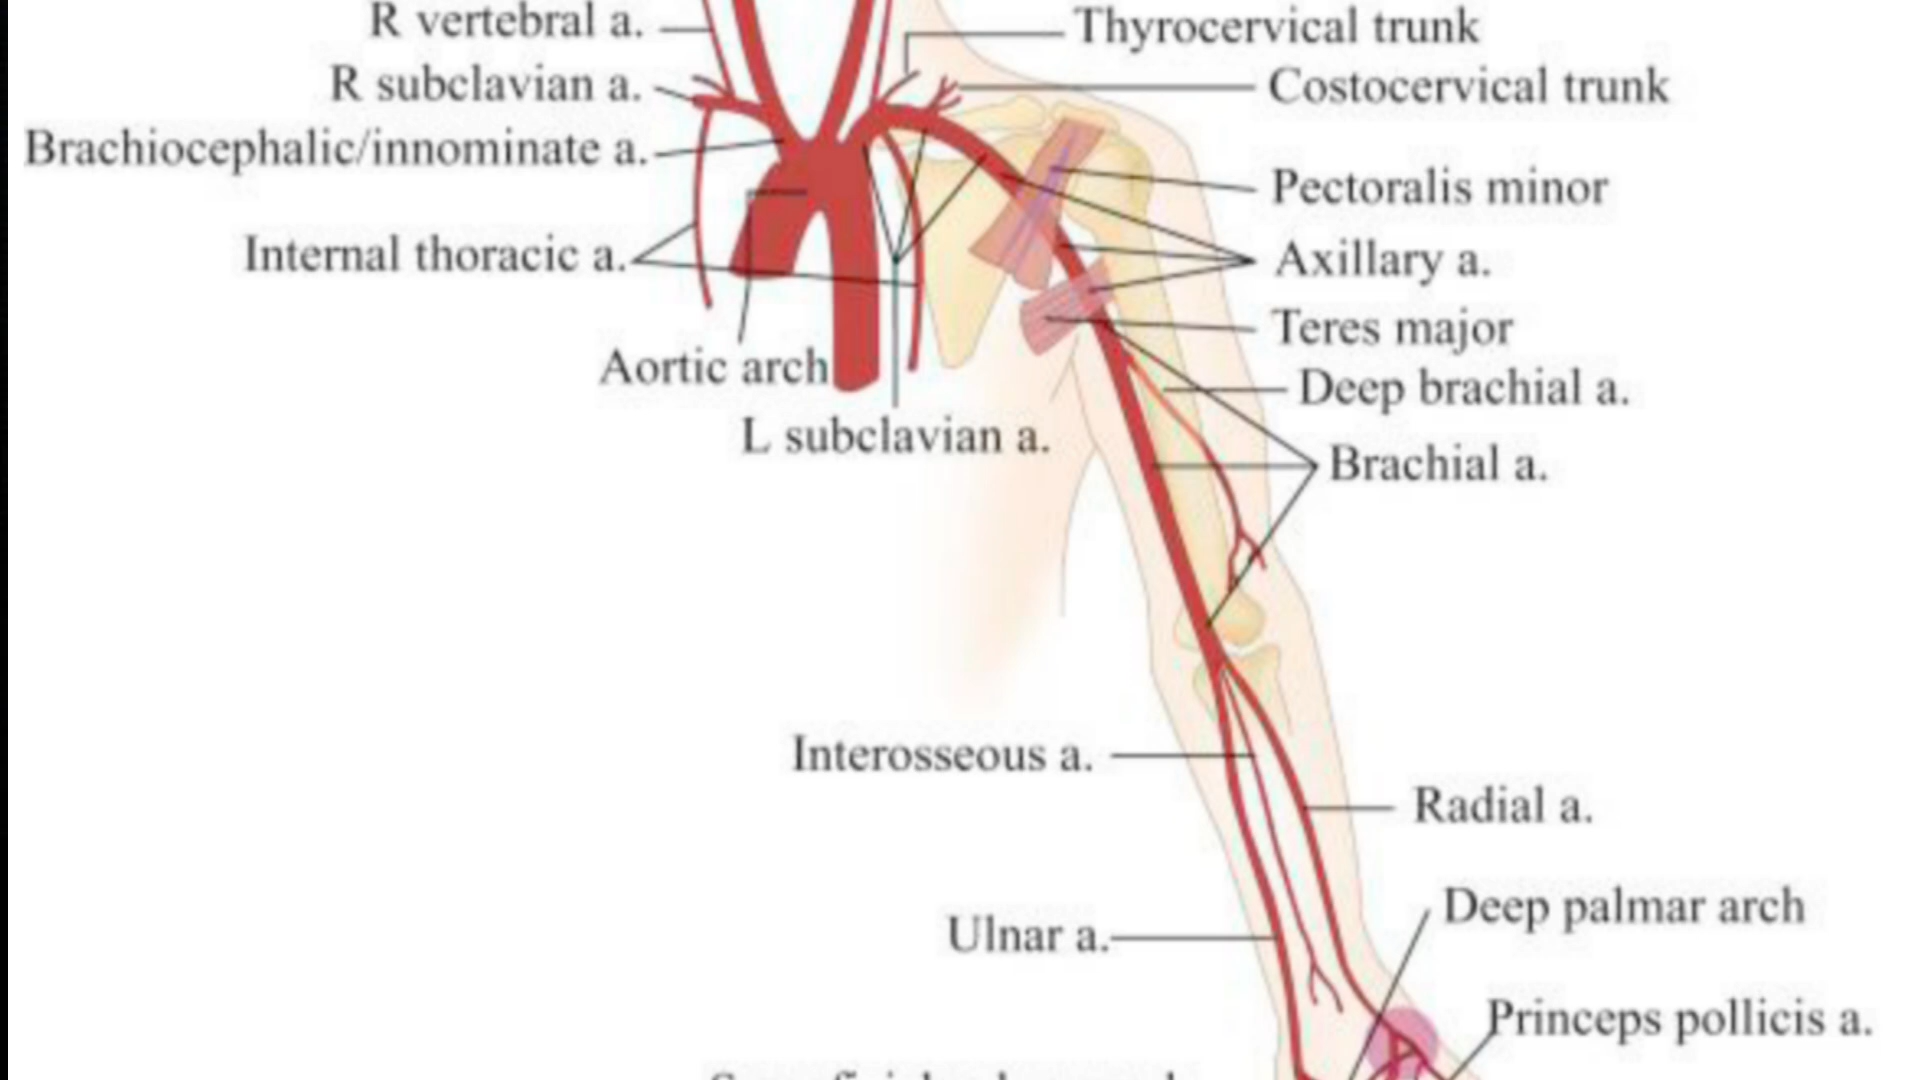 R vertebral a.
Thyrocervical trunk
R subclavian a.
Costocervical trunk
Brachiocephalic/innominate a.
Pectoralis minor
Internal thoracic a.
Axillary a.
Teres major
Aortic arch
Deep brachial a.
L subclavian a.
Brachial a.
Interosseous a.
Radial a.
Deep palmar arch
Ulnar a.
Princeps pollicis a.